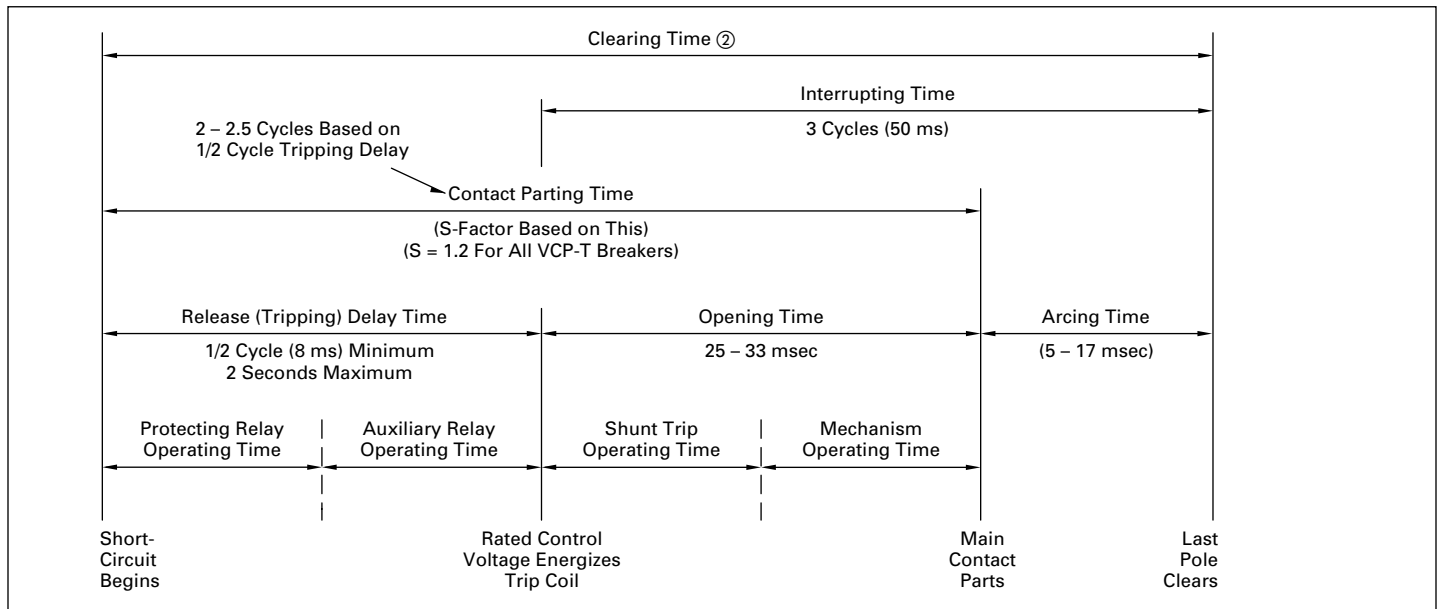 Clearing Time ②
Interrupting Time
3 Cycles (50 ms)
2 – 2.5 Cycles Based on
1/2 Cycle Tripping Delay
Contact Parting Time
(S-Factor Based on This)
(S = 1.2 For All VCP-T Breakers)
Release (Tripping) Delay Time
1/2 Cycle (8 ms) Minimum
2 Seconds Maximum
Opening Time
25 – 33 msec
Arcing Time
(5 – 17 msec)
Protecting Relay
Operating Time
Auxiliary Relay
Operating Time
Shunt Trip
Operating Time
Mechanism
Operating Time
Short-
Circuit
Begins
Rated Control
Voltage Energizes
Trip Coil
Main
Contact
Parts
Last
Pole
Clears